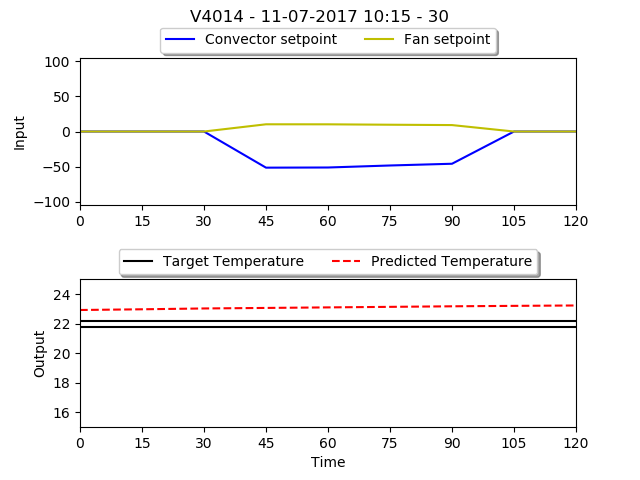 V4014 - 11-07-2017 10:15 - 30
Convector setpoint Fan setpoint
100
50
0
−50
−100
Input
0 15 30 45 60 75 90 105 120
Target Temperature Predicted Temperature
24
22
20
18
16
Output
0 15 30 45 60 75 90 105 120
Time